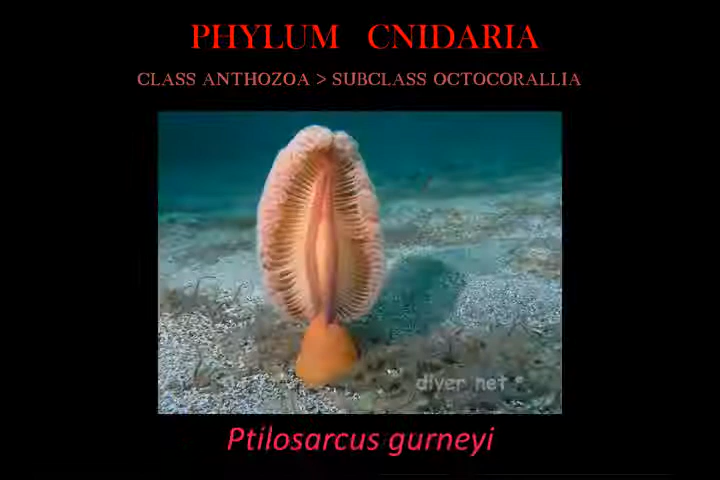 PHYLUM CNIDARIA
CLASS ANTHOZOA > SUBCLASS OCTOCORALLIA
diver net
Ptilosarcus gurneyi